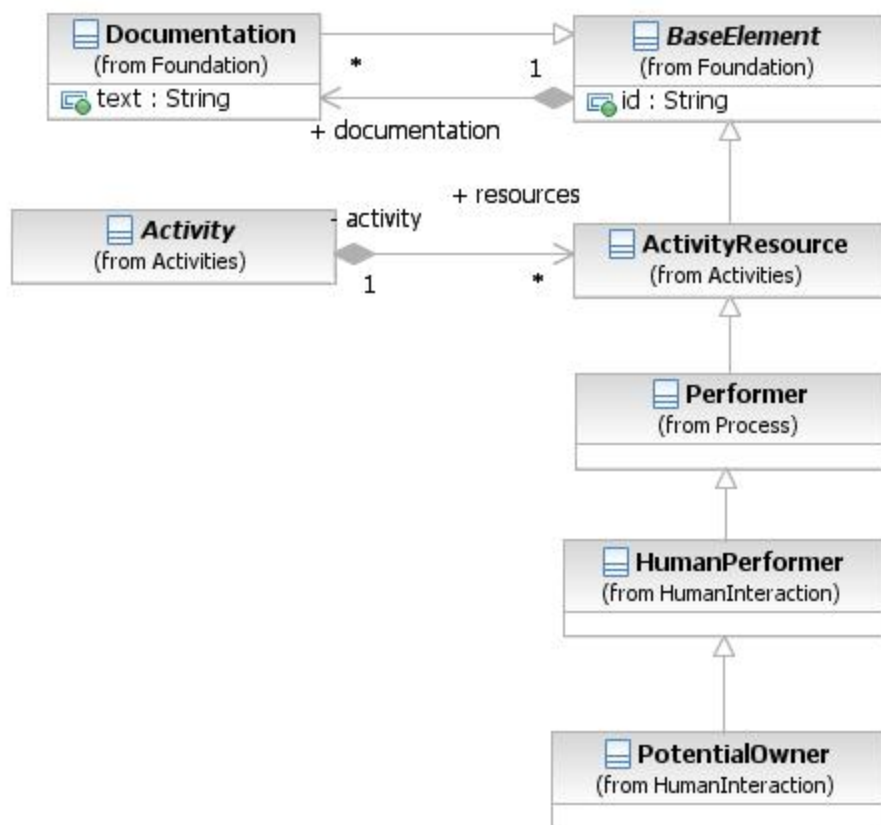 Documentation
(from Foundation)
text : String
BaseElement
(from Foundation)
id : String
*
1
+ documentation
Activity
(from Activities)
- activity
+ resources
1
*
ActivityResource
(from Activities)
Performer
(from Process)
HumanPerformer
(from HumanInteraction)
PotentialOwner
(from HumanInteraction)